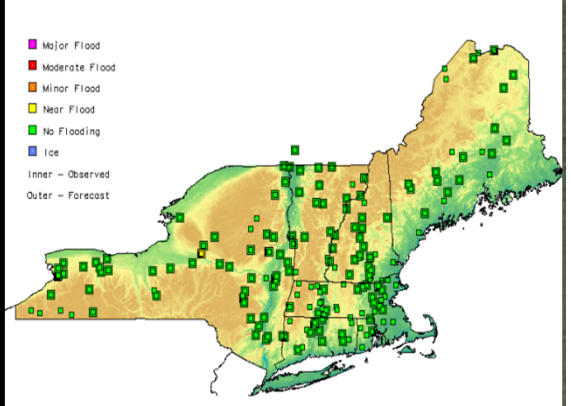 Major Flood
Moderate Flood
Minor Flood
Near Flood
No Flooding
Ice
Inner - Observed
Outer - Forecast